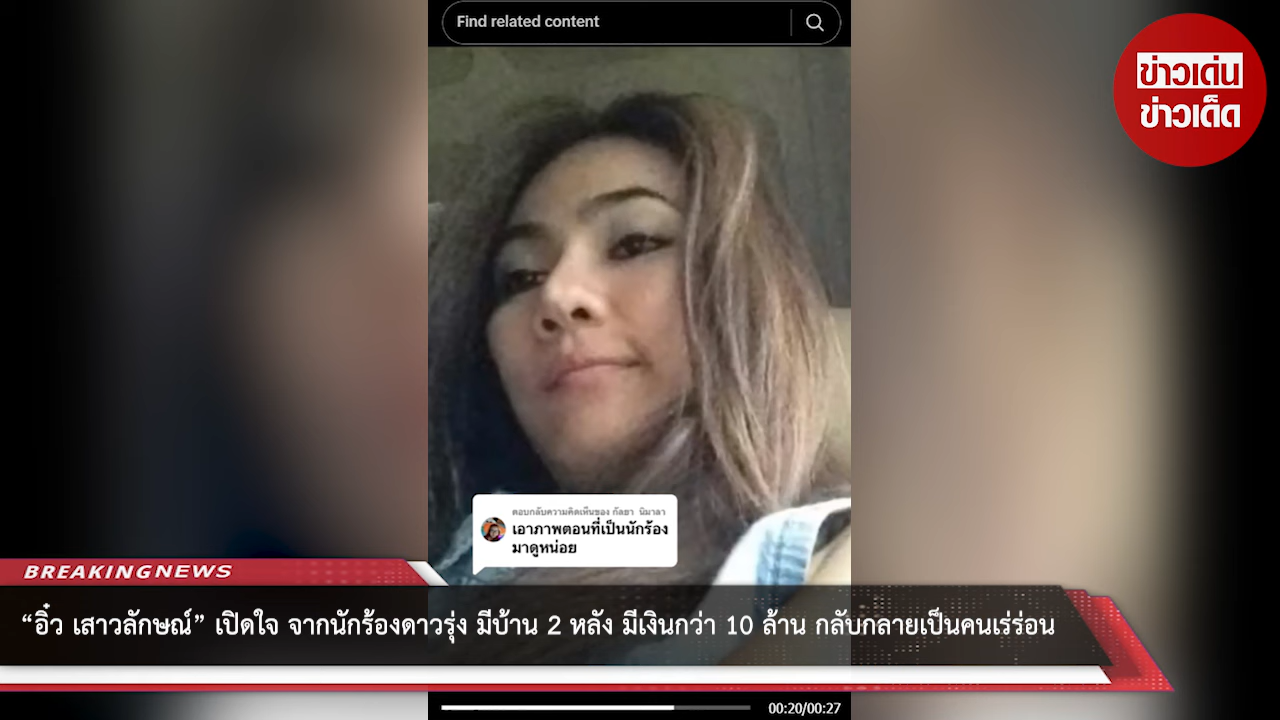 Find related content
ข่าวเด่น
ข่าวเด็ด
ตอบกลับความคิดเห็นของ กัลยา นิมาลา
เอาภาพตอนที่เป็นนักร้อง
มาดูหน่อย
BREAKING NEWS
“อิ๋ว เสาวลักษณ์” เปิดใจ จากนักร้องดาวรุ่ง มีบ้าน 2 หลัง มีเงินกว่า 10 ล้าน กลับกลายเป็นคนเร่ร่อน
00:20/00:27